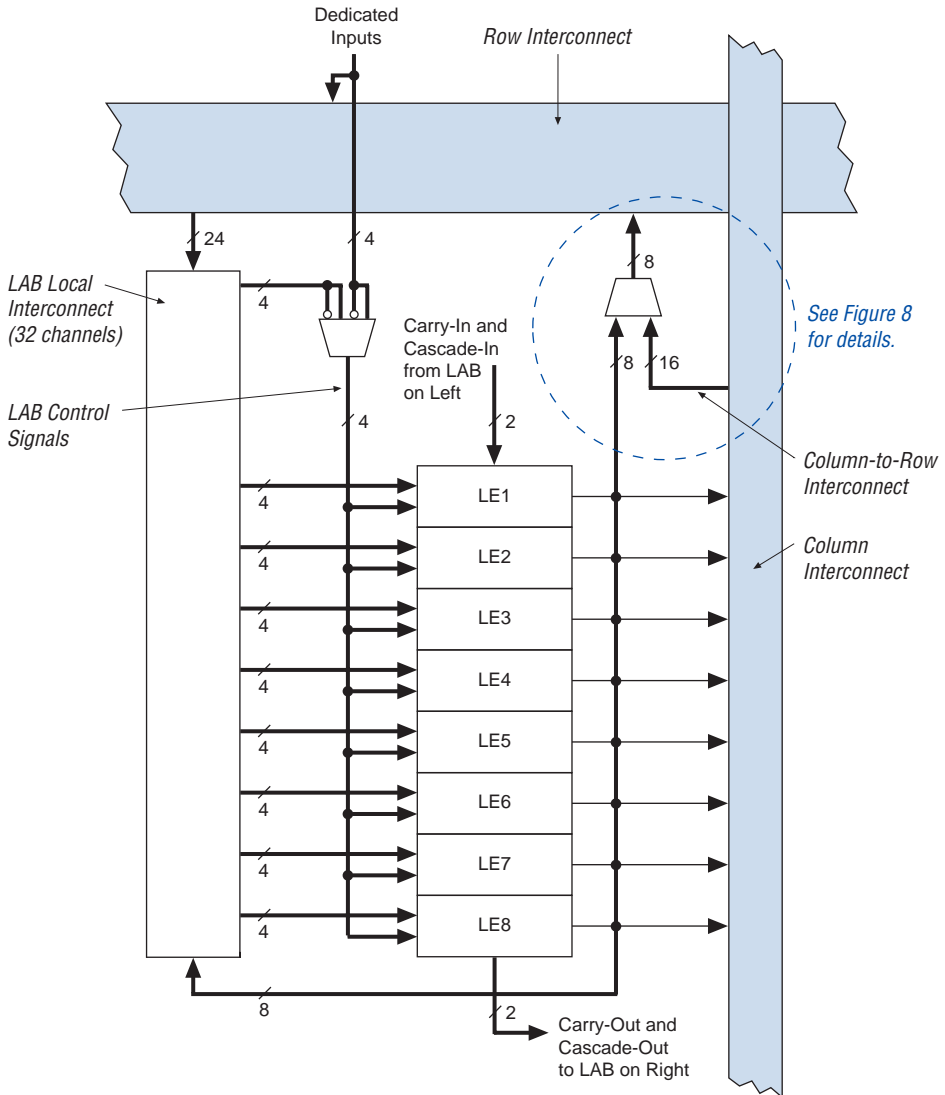 Dedicated
Inputs
Row Interconnect
24
4
8
LAB Local
Interconnect
(32 channels)
4
See Figure 8
for details.
Carry-In and
Cascade-In
from LAB
on Left
8
16
LAB Control
Signals
4
2
Column-to-Row
Interconnect
4
LE1
Column
Interconnect
4
LE2
4
LE3
4
LE4
4
LE5
4
LE6
4
LE7
4
LE8
8
2
Carry-Out and
Cascade-Out
to LAB on Right